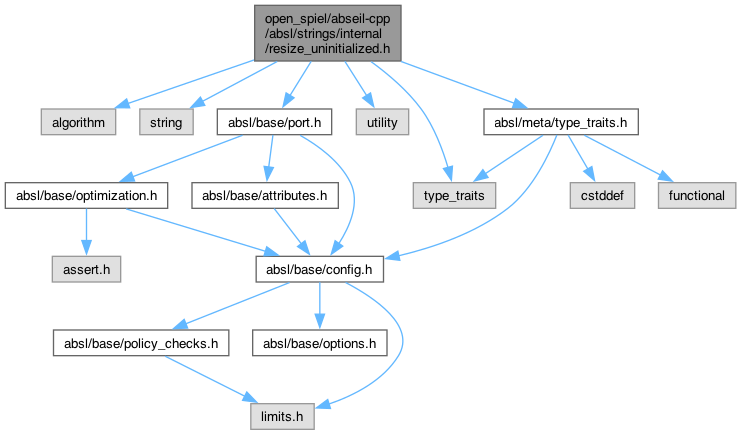 open_spiel/abseil-cpp
/absl/strings/internal
/resize_uninitialized.h
algorithm
string
absl/base/port.h
utility
absl/meta/type_traits.h
absl/base/optimization.h
absl/base/attributes.h
type_traits
cstddef
functional
assert.h
absl/base/config.h
absl/base/policy_checks.h
absl/base/options.h
limits.h